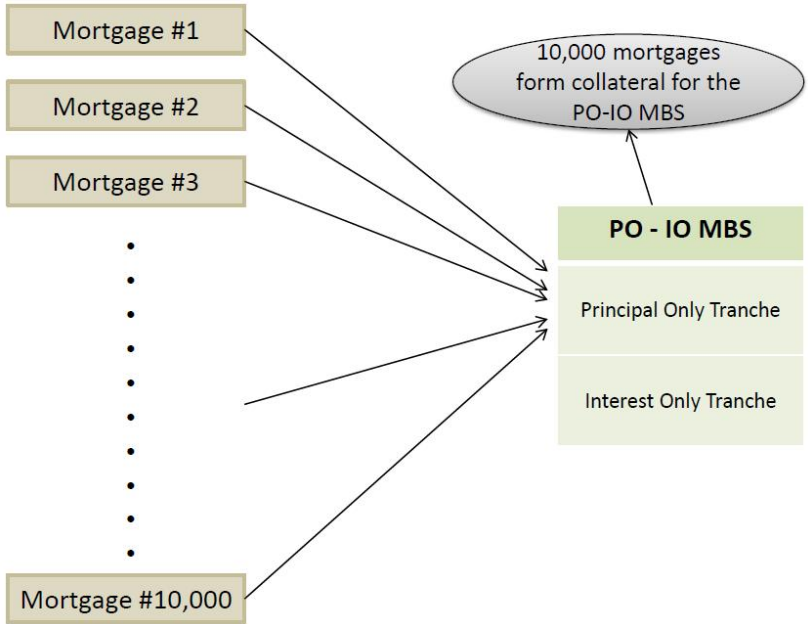 Mortgage #1
Mortgage #2
Mortgage #3
Mortgage #10,000
10,000 mortgages
form collateral for the
PO-IO MBS
PO - IO MBS
Principal Only Tranche
Interest Only Tranche